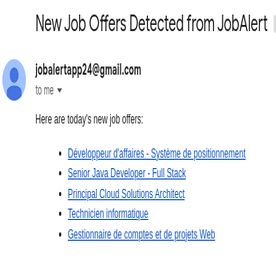 New Job Offers Detected from JobAlert
jobalertapp24@gmail.com
to me
Here are today's new job offers:
Développeur d'affaires - Système de positionnement
Senior Java Developer - Full Stack
Principal Cloud Solutions Architect
Technicien informatique
Gestionnaire de comptes et de projets Web